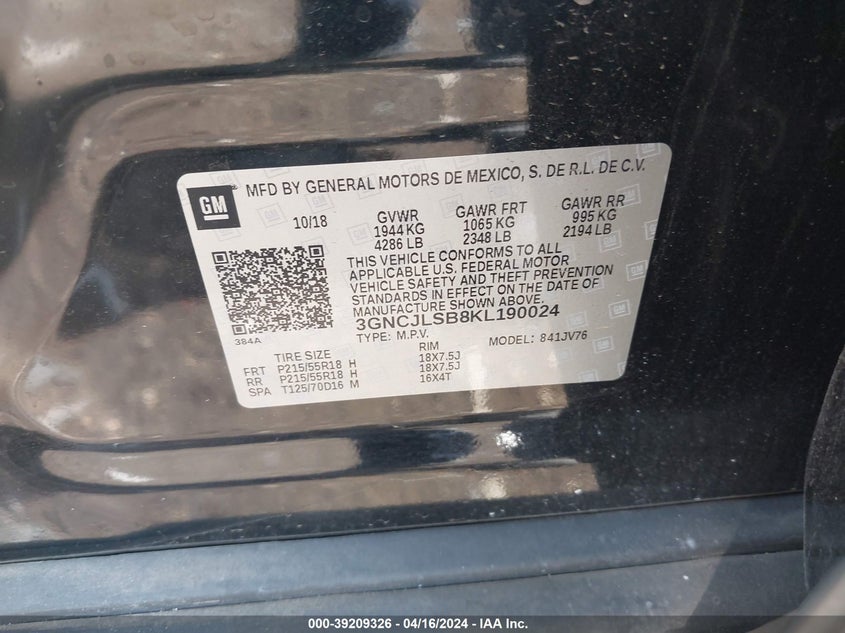 GM
MFD BY GENERAL MOTORS DE MEXICO, S. DE R.L. DE C.V.
10/18 GVWR GAWR FRT GAWR RR
1944 KG 1065 KG 995 KG
4286 LB 2348 LB 2194 LB
THIS VEHICLE CONFORMS TO ALL
APPLICABLE U.S. FEDERAL MOTOR
VEHICLE SAFETY AND THEFT PREVENTION
STANDARDS IN EFFECT ON THE DATE OF
MANUFACTURE SHOWN ABOVE.
3GNCJLSB8KL190024
384A
TYPE: M.P.V. MODEL: 841JV76
TIRE SIZE RIM
FRT P215/55R18 H 18X7.5J
RR P215/55R18 H 18X7.5J
SPA T125/70D16 M 16X4T
000-39209326 - 04/16/2024 - IAA Inc.